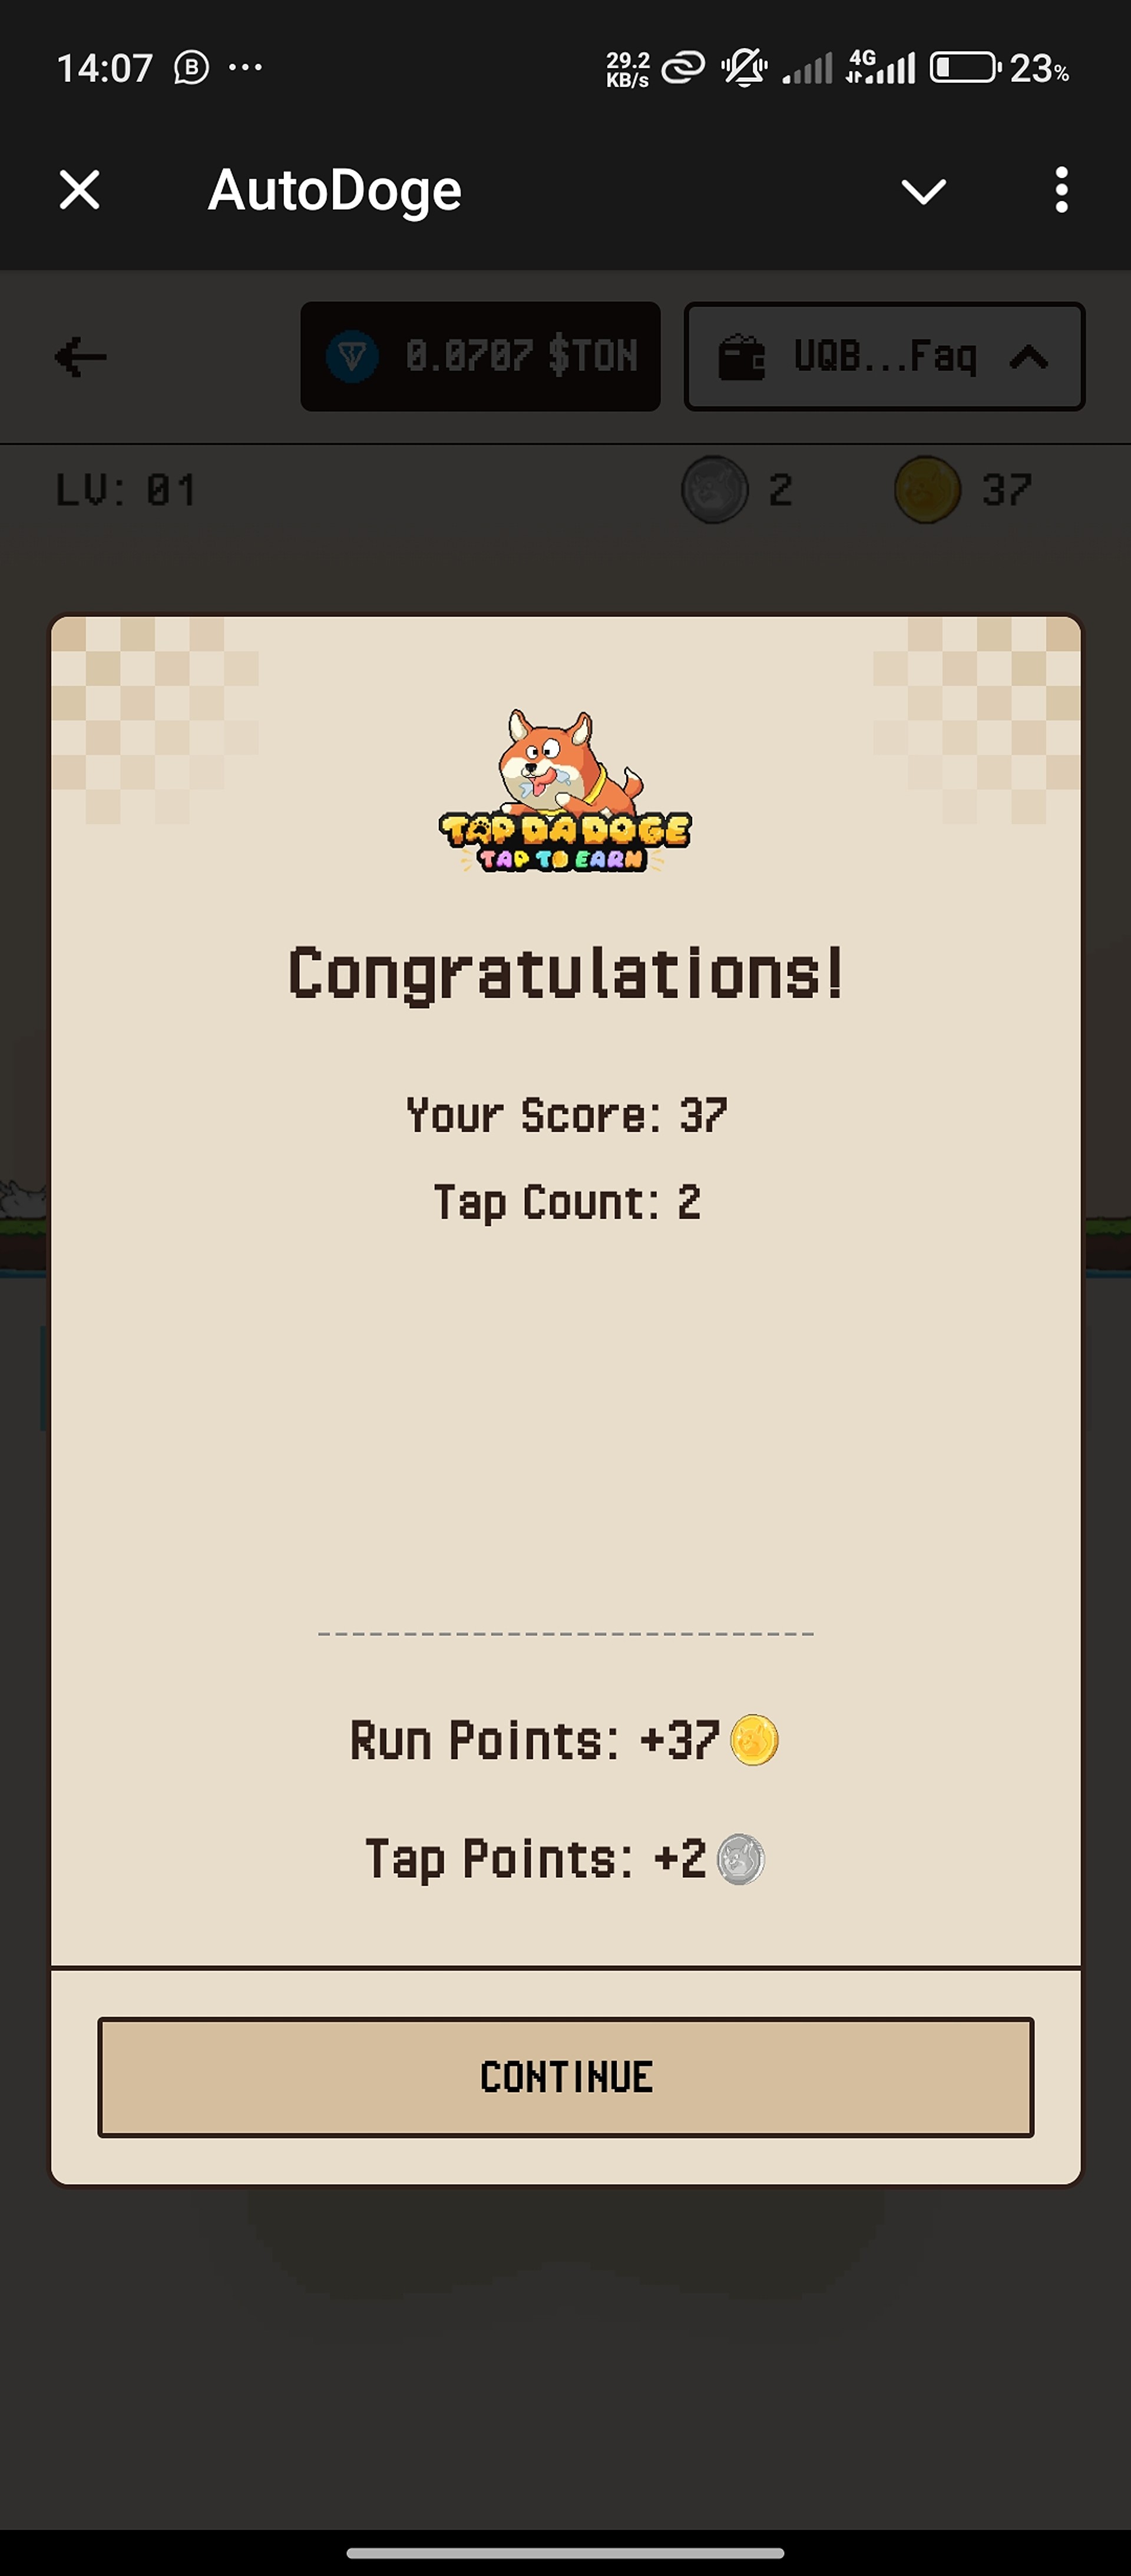 14:07 B ... 29.2 KB/s 4G 23%
AutoDoge
0.0707 $TON UQB...Faq
LV: 01 2 37
TAP DA DOGE
TAP TO EARN
Congratulations!
Your Score: 37
Tap Count: 2
Run Points: +37
Tap Points: +2
CONTINUE